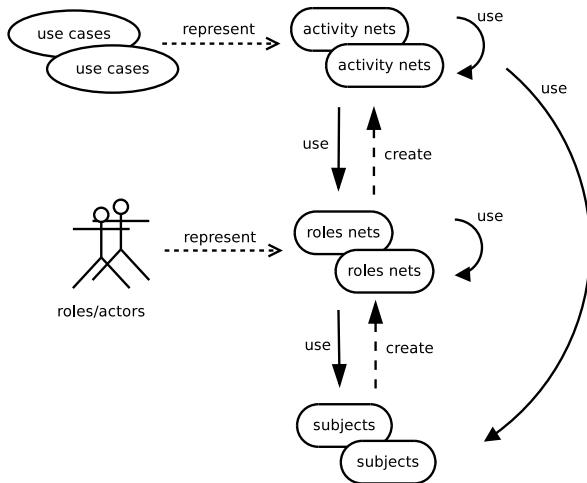 use cases
use cases
represent
activity nets
activity nets
use
use
use
create
represent
roles nets
roles nets
use
roles/actors
use
create
subjects
subjects